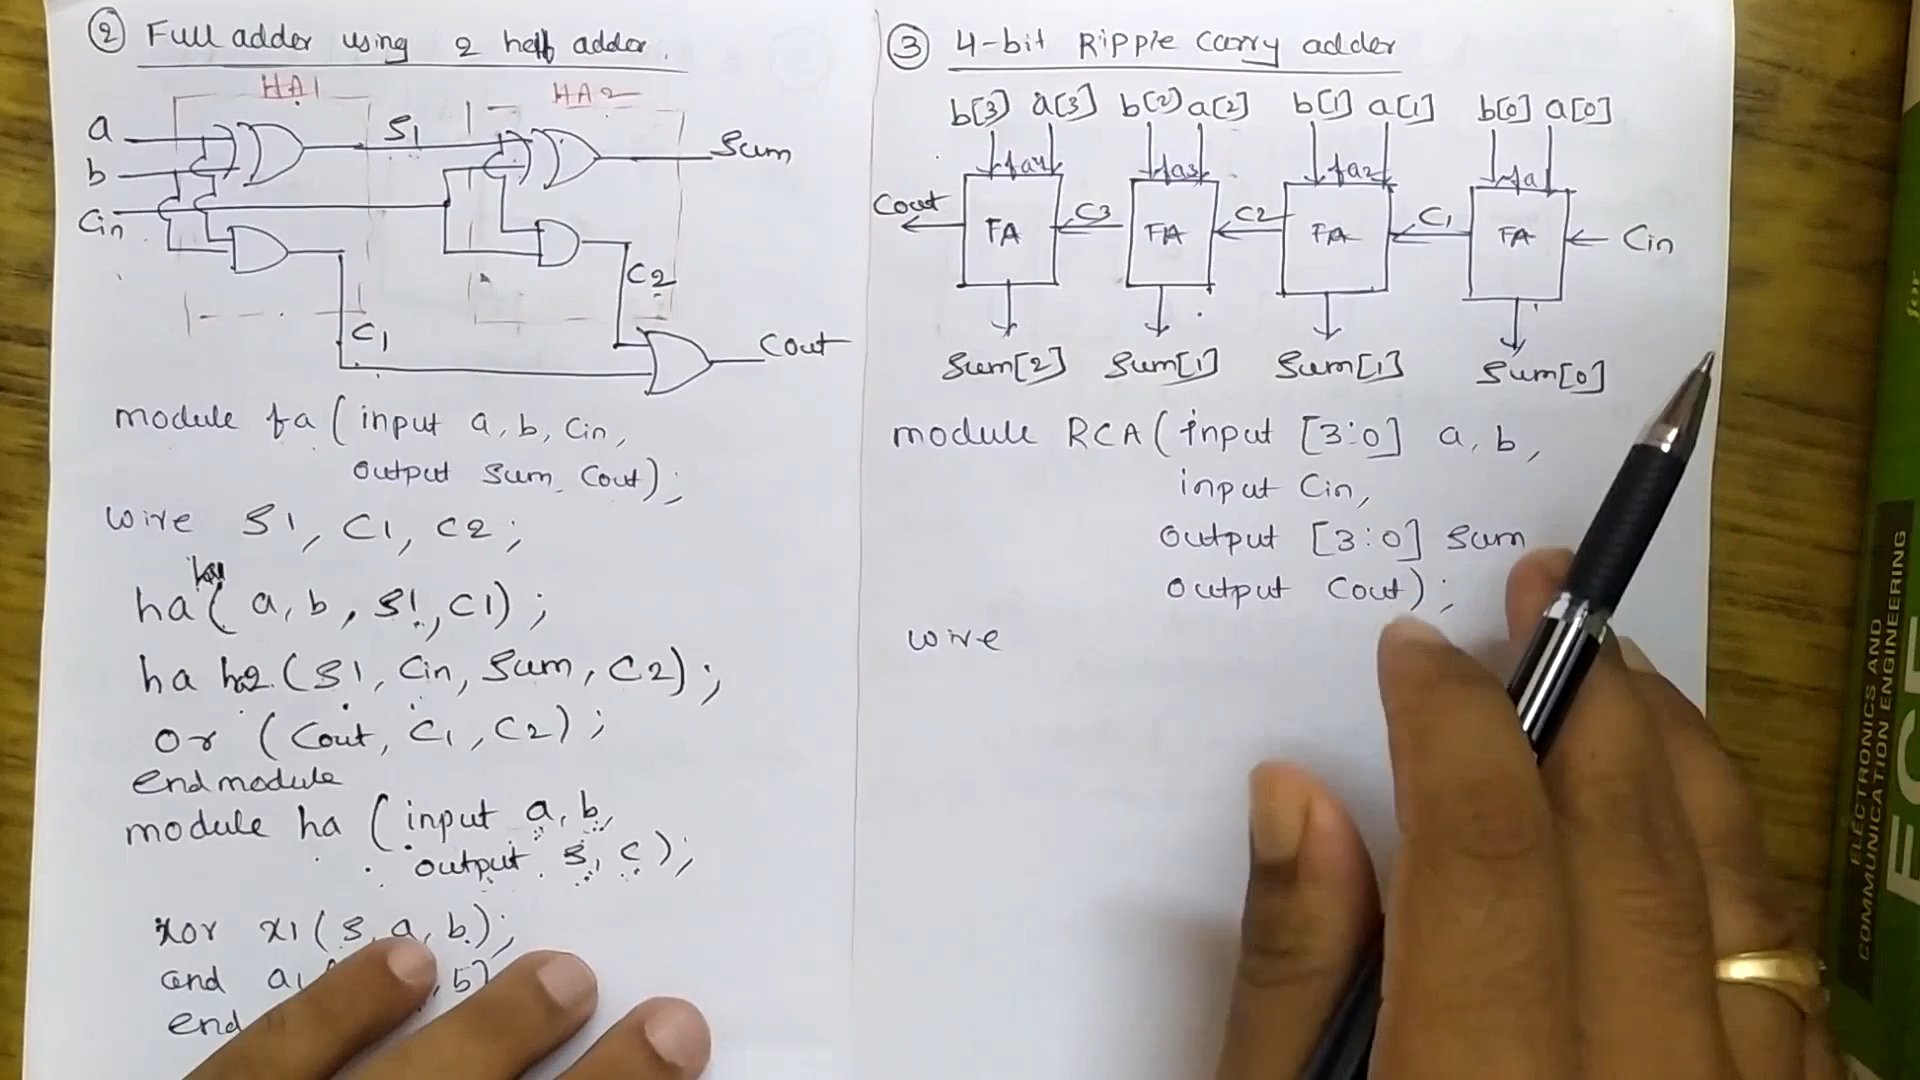 ② Full adder using 2 half adder.
HA1 HA2
a
b
Cin
S1
Sum
C2
C1
Cout
module fa ( input a, b, Cin,
output Sum, Cout);
wire S1, C1, C2;
ha ( a, b, S1, C1);
ha h2 (S1, Cin, Sum, C2);
or (Cout, C1, C2);
endmodule
module ha ( input a, b,
output S, C);
xor x1 ( S, a, b);
and a1
end
③ 4-bit Ripple Carry adder
b[3] a[3] b[2] a[2] b[1] a[1] b[0] a[0]
fa4 fa3 fa2 fa
Cout FA C3 FA C2 FA C1 FA Cin
Sum[2] Sum[1] Sum[1] Sum[0]
module RCA ( input [3:0] a, b,
input Cin,
output [3:0] Sum
output Cout);
wire
for
ELECTRONICS AND
COMMUNICATION ENGINEERING